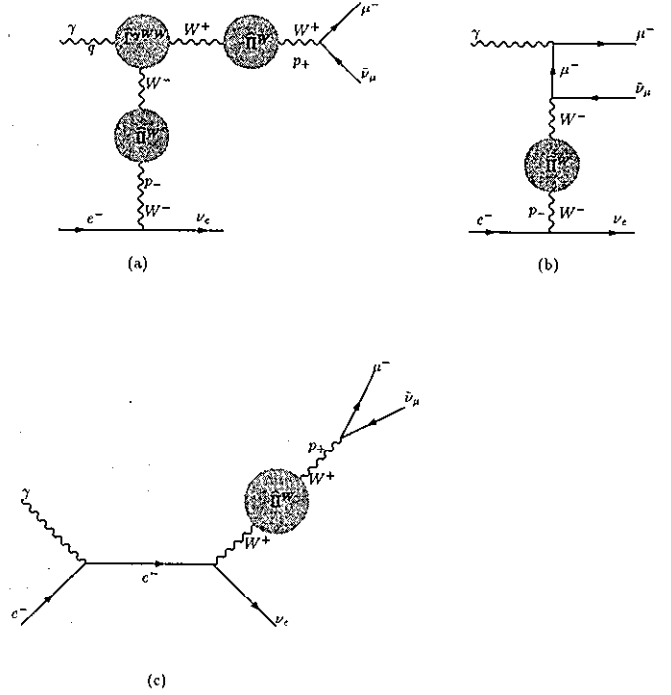 γ q Γ^γWW W⁺ Π̂^W W⁺ p₊ μ⁻ ν̄_μ
W⁻
Π̂^W
p₋
W⁻
e⁻ ν_e
(a)
γ μ⁻
μ⁻
ν̄_μ
W⁻
Π̂^W
p₋ W⁻
e⁻ ν_e
(b)
μ⁻
ν̄_μ
p₊
W⁺
Π̂^W
γ
W⁺
e⁻
e⁻ ν_e
(c)